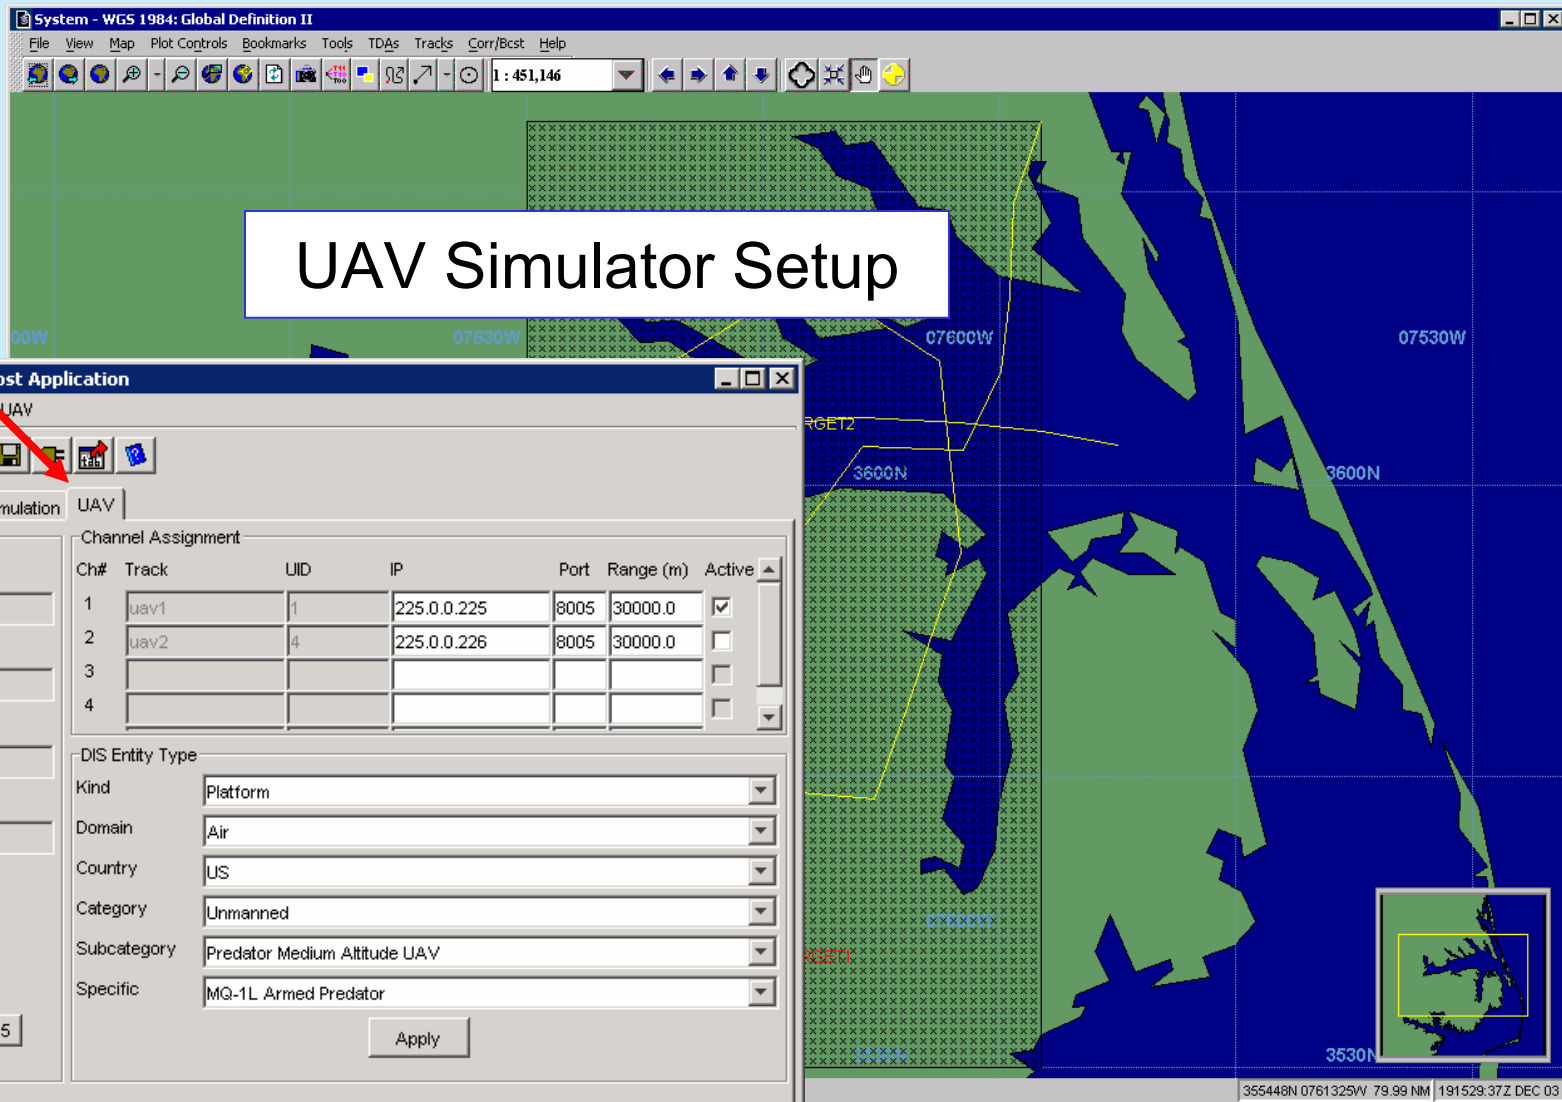 System - WGS 1984: Global Definition II
File View Map Plot Controls Bookmarks Tools TDAs Tracks Corr/Bcst Help
1 : 451,146
UAV Simulator Setup
00W 07630W 07600W 07530W
ost Application
UAV
RGET2
3600N 3600N
mulation UAV
Channel Assignment
Ch# Track UID IP Port Range (m) Active
1 uav1 1 225.0.0.225 8005 30000.0
2 uav2 4 225.0.0.226 8005 30000.0
3
4
DIS Entity Type
Kind Platform
Domain Air
Country US
Category Unmanned
07600W
Subcategory Predator Medium Altitude UAV
RGET1
Specific MQ-1L Armed Predator
5 Apply
3530N 3530N
355448N 0761325W 79.99 NM 191529:37Z DEC 03